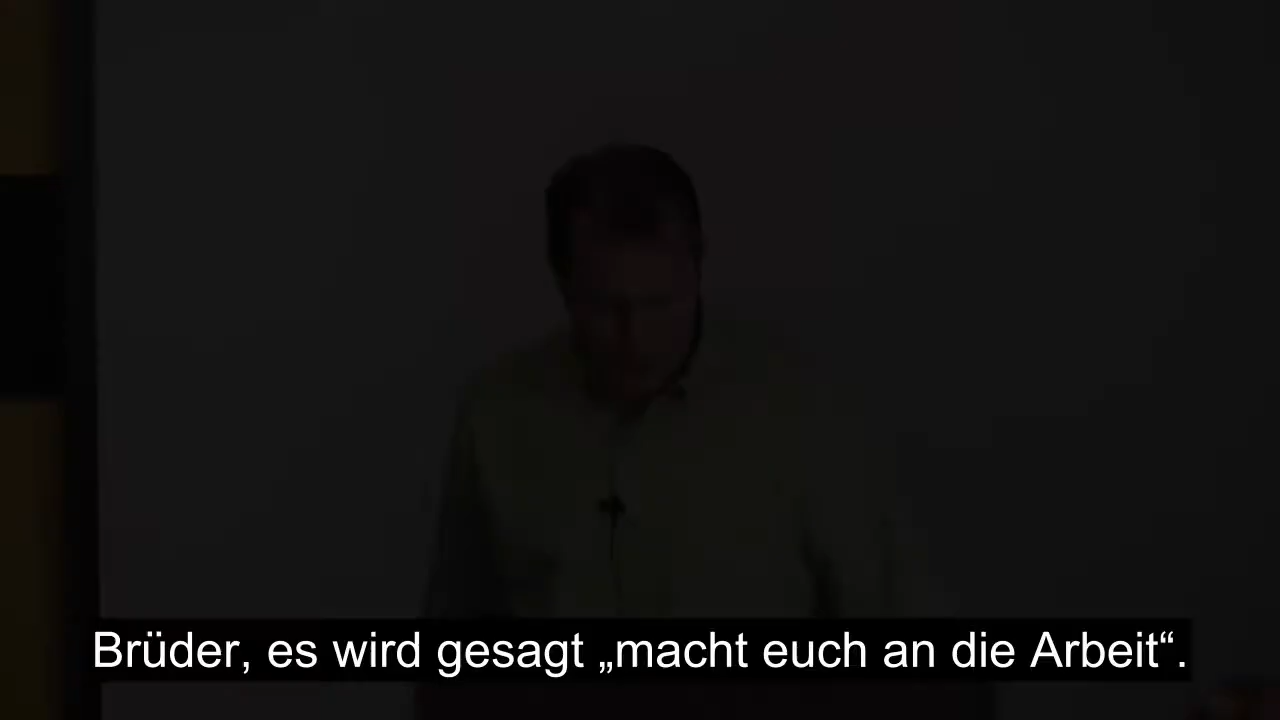 Brüder, es wird gesagt „macht euch an die Arbeit“.